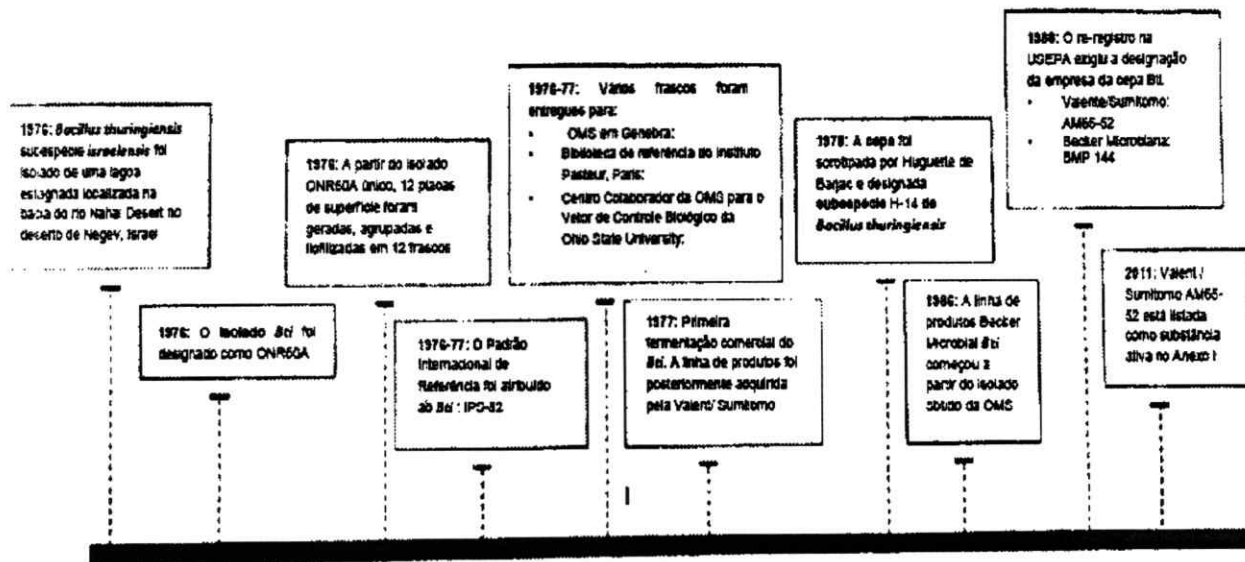 1976: Bacillus thuringiensis
subespécie israelensis foi
isolado de uma lagoa
estagnada localizada na
bacia do rio Nahal Desert no
deserto de Negev, Israel
1976: O isolado Bti foi
designado como ONR60A
1976: A partir do isolado
ONR60A único, 12 placas
de superfície foram
geradas, agrupadas e
liofilizadas em 12 frascos
1976-77: O Padrão
Internacional de
Referência foi atribuído
ao Bti : IPS-82
1976-77: Vários frascos foram
entregues para:
• OMS em Genebra;
• Biblioteca de referência do Instituto
Pasteur, Paris;
• Centro Colaborador da OMS para o
Vetor de Controle Biológico da
Ohio State University;
1977: Primeira
fermentação comercial do
Bti. A linha de produtos foi
posteriormente adquirida
pela Valent/ Sumitomo
1978: A cepa foi
sorotipada por Huguette de
Barjac e designada
subespécie H-14 de
Bacillus thuringiensis
1986: A linha de
produtos Becker
Microbial Bti
começou a
partir do isolado
obtido da OMS
O re-registro na
USEPA exigiu a designação
da empresa da cepa Bti.
• Valente/Sumitomo:
AM65-52
• Becker Microbiana:
BMP 144
2011: Valent /
Sumitomo AM65-
52 está listada
como substância
ativa no Anexo I